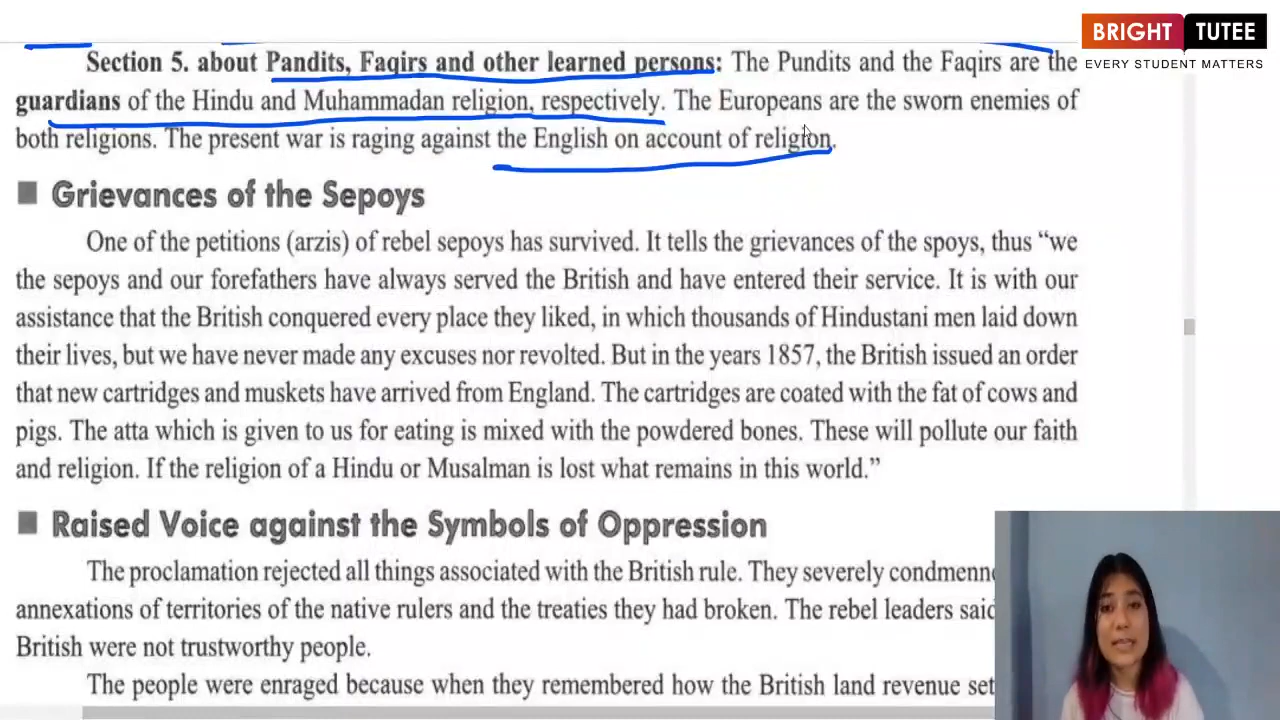 BRIGHT TUTEE
EVERY STUDENT MATTERS
Section 5. about Pandits, Faqirs and other learned persons: The Pundits and the Faqirs are the
guardians of the Hindu and Muhammadan religion, respectively. The Europeans are the sworn enemies of
both religions. The present war is raging against the English on account of religion.
Grievances of the Sepoys
One of the petitions (arzis) of rebel sepoys has survived. It tells the grievances of the spoys, thus “we
the sepoys and our forefathers have always served the British and have entered their service. It is with our
assistance that the British conquered every place they liked, in which thousands of Hindustani men laid down
their lives, but we have never made any excuses nor revolted. But in the years 1857, the British issued an order
that new cartridges and muskets have arrived from England. The cartridges are coated with the fat of cows and
pigs. The atta which is given to us for eating is mixed with the powdered bones. These will pollute our faith
and religion. If the religion of a Hindu or Musalman is lost what remains in this world.”
Raised Voice against the Symbols of Oppression
The proclamation rejected all things associated with the British rule. They severely condmenn
annexations of territories of the native rulers and the treaties they had broken. The rebel leaders said
British were not trustworthy people.
The people were enraged because when they remembered how the British land revenue set